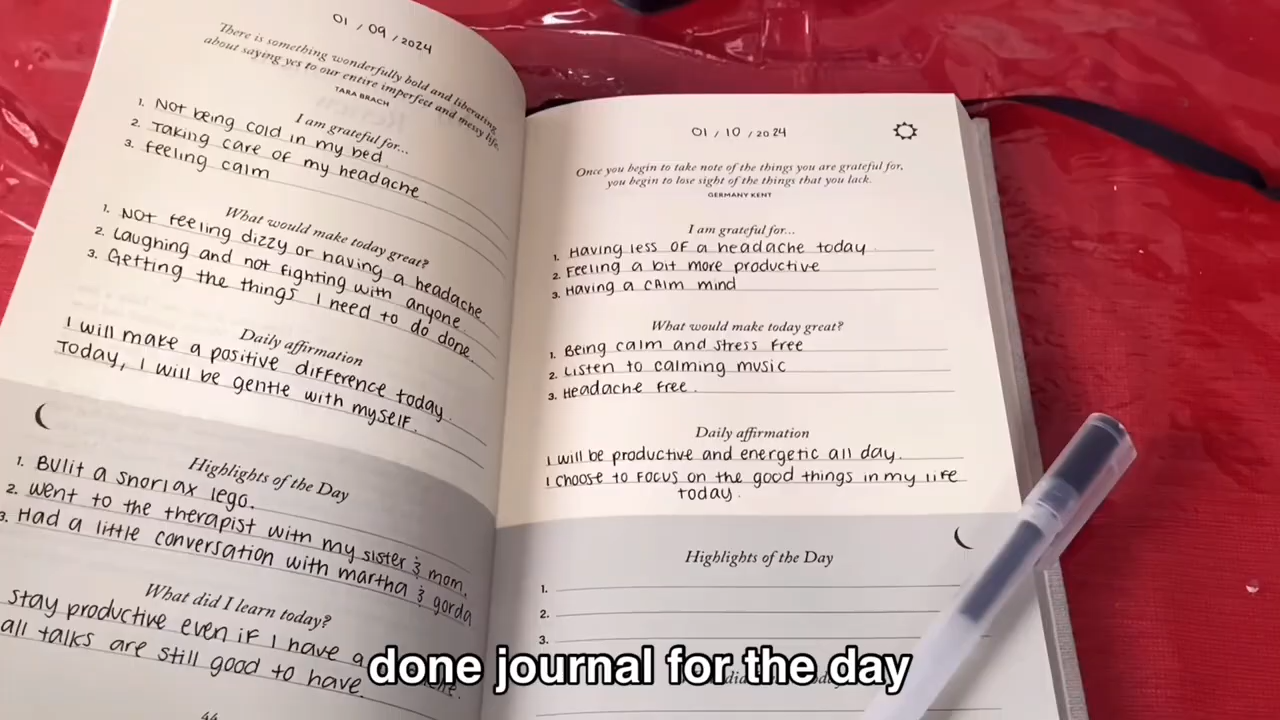 01 / 09 / 2024
There is something wonderfully bold and liberating
about saying yes to our entire imperfect and messy life.
TARA BRACH
I am grateful for...
1. Not being cold in my bed
2. Taking care of my headache
3. feeling calm
What would make today great?
1. Not feeling dizzy or having a headache
2. Laughing and not fighting with anyone
3. Getting the things I need to do done
Daily affirmation
I will make a positive difference today.
Today, I will be gentle with myself.
Highlights of the Day
1. Bulit a snorlax lego.
2. went to the therapist with my sister & mom.
3. Had a little conversation with martha & gorda
What did I learn today?
stay productive even if I have a
all talks are still good to have.
44
01 / 10 / 2024
Once you begin to take note of the things you are grateful for,
you begin to lose sight of the things that you lack.
GERMANY KENT
I am grateful for...
1. Having less of a headache today
2. Feeling a bit more productive
3. Having a calm mind
What would make today great?
1. Being calm and stress free
2. Listen to calming music
3. Headache free.
Daily affirmation
I will be productive and energetic all day.
I choose to focus on the good things in my life
today.
Highlights of the Day
1.
2.
3.
done journal for the day